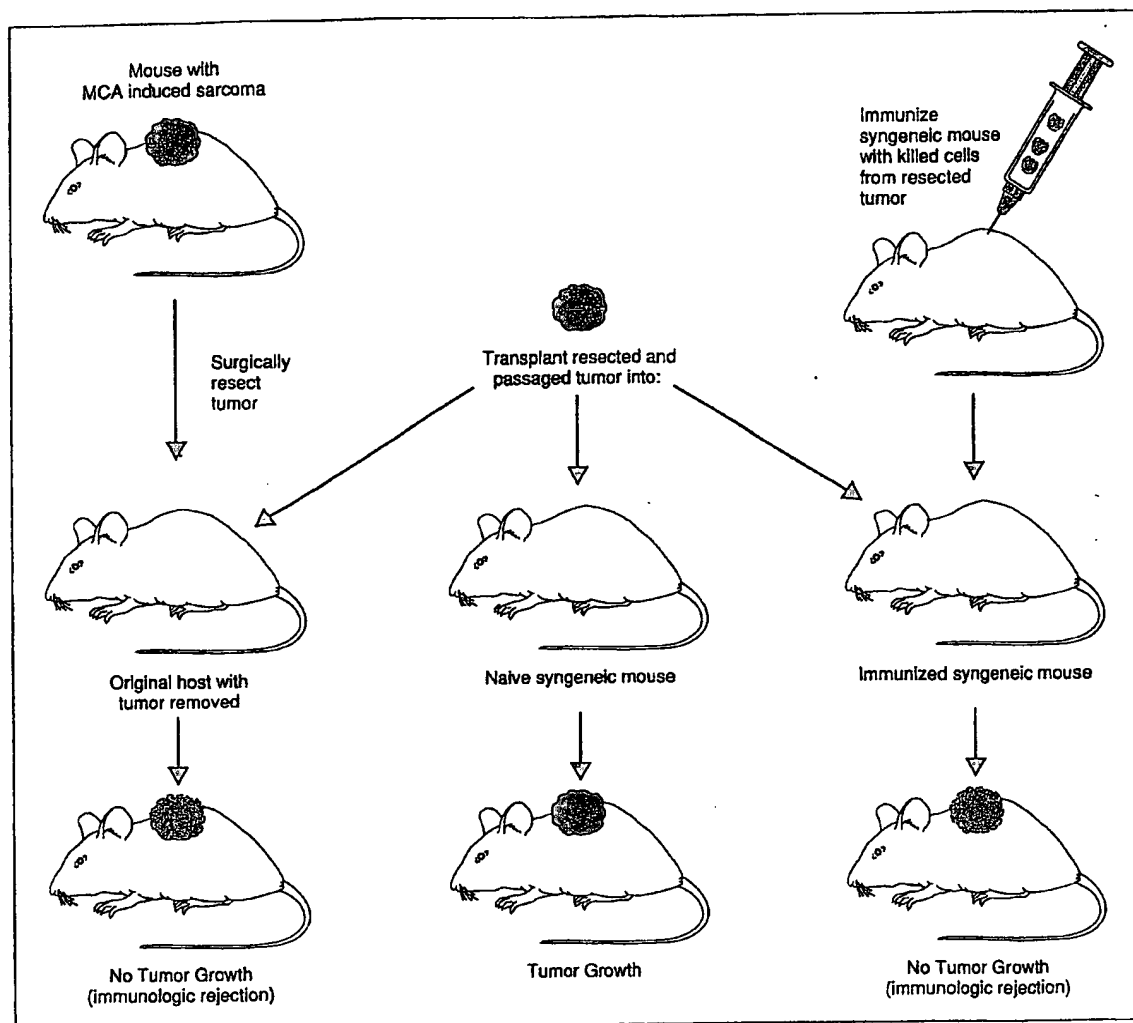 Mouse with
MCA induced sarcoma
Immunize
syngeneic mouse
with killed cells
from resected
tumor
Surgically
resect
tumor
Transplant resected and
passaged tumor into:
Original host with
tumor removed
Naive syngeneic mouse
Immunized syngeneic mouse
No Tumor Growth
(immunologic rejection)
Tumor Growth
No Tumor Growth
(immunologic rejection)